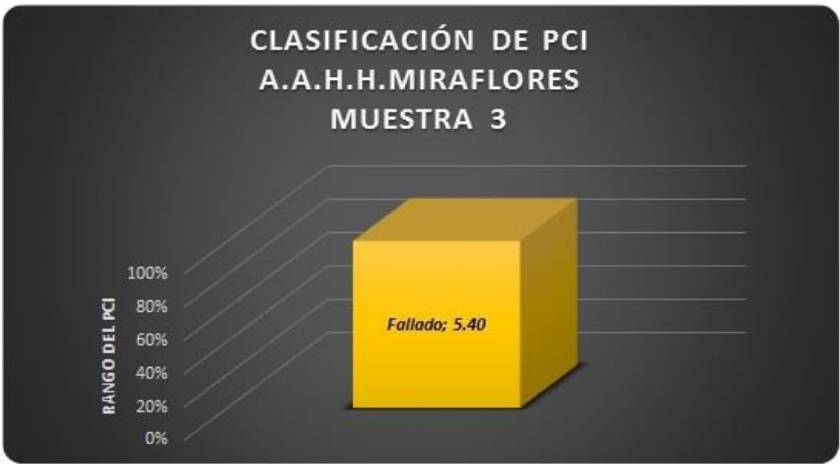 CLASIFICACIÓN DE PCI
A.A.H.H.MIRAFLORES
MUESTRA 3
RANGO DEL PCI
100%
80%
60%
40%
20%
0%
Fallado; 5.40